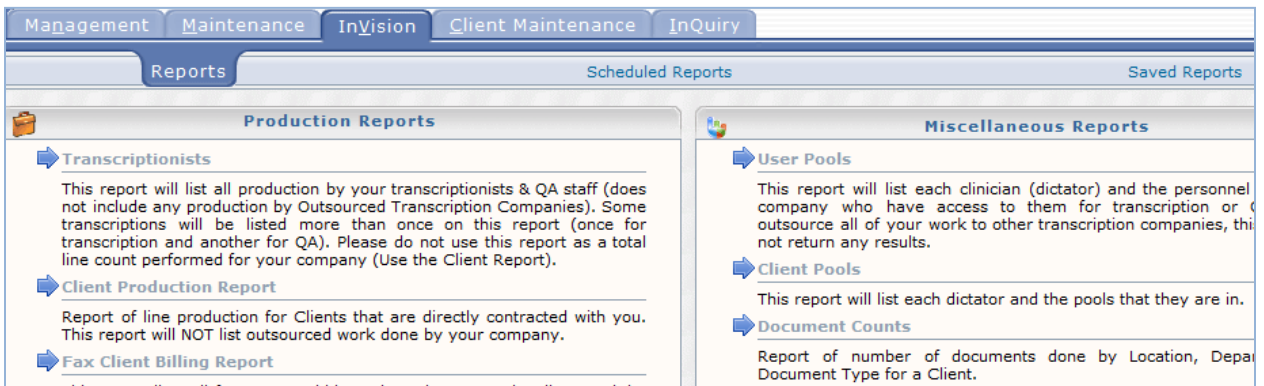 Management Maintenance InVision Client Maintenance InQuiry
Reports Scheduled Reports Saved Reports
Production Reports
Transcriptionists
This report will list all production by your transcriptionists & QA staff (does
not include any production by Outsourced Transcription Companies). Some
transcriptions will be listed more than once on this report (once for
transcription and another for QA). Please do not use this report as a total
line count performed for your company (Use the Client Report).
Client Production Report
Report of line production for Clients that are directly contracted with you.
This report will NOT list outsourced work done by your company.
Fax Client Billing Report
Miscellaneous Reports
User Pools
This report will list each clinician (dictator) and the personnel
company who have access to them for transcription or
outsource all of your work to other transcription companies,
not return any results.
Client Pools
This report will list each dictator and the pools that they are in.
Document Counts
Report of number of documents done by Location,
Document Type for a Client.